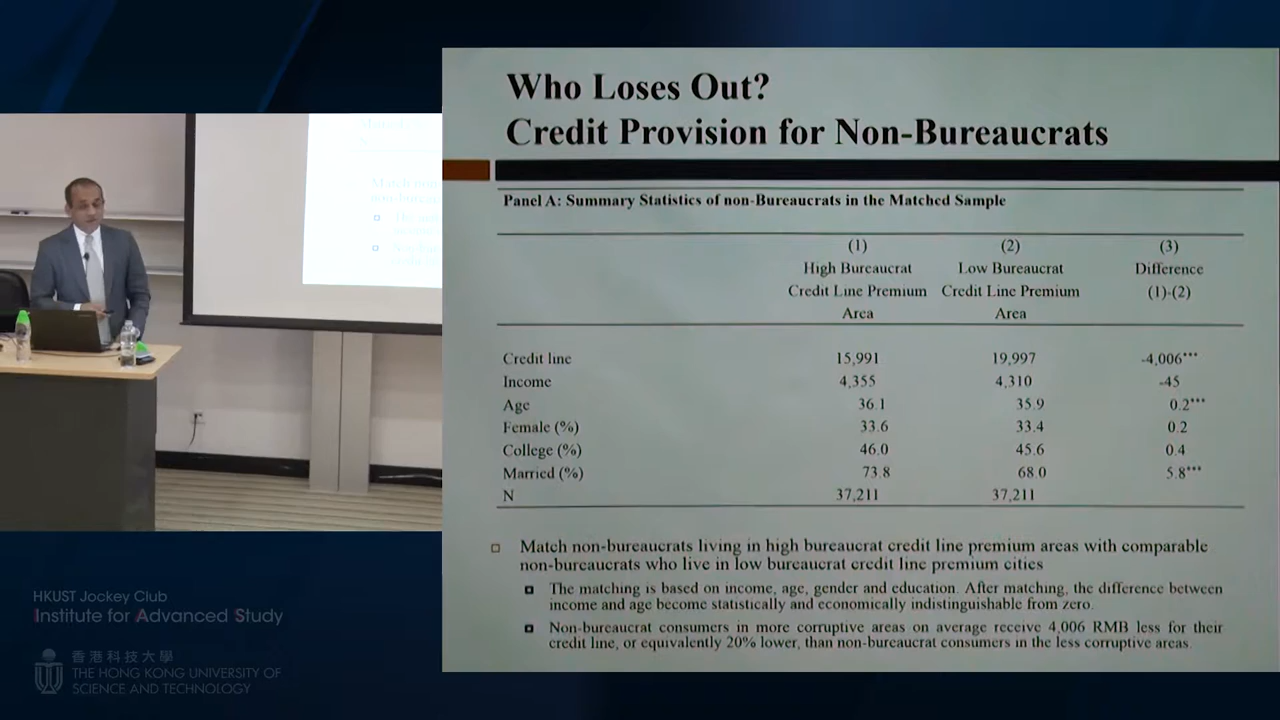 Who Loses Out?
Credit Provision for Non-Bureaucrats
Panel A: Summary Statistics of non-Bureaucrats in the Matched Sample
(1) (2) (3)
High Bureaucrat Low Bureaucrat Difference
Credit Line Premium Credit Line Premium (1)-(2)
Area Area
Credit line 15,991 19,997 -4,006***
Income 4,355 4,310 -45
Age 36.1 35.9 0.2***
Female (%) 33.6 33.4 0.2
College (%) 46.0 45.6 0.4
Married (%) 73.8 68.0 5.8***
N 37,211 37,211
Match non-bureaucrats living in high bureaucrat credit line premium areas with comparable
non-bureaucrats who live in low bureaucrat credit line premium cities
The matching is based on income, age, gender and education. After matching, the difference between
income and age become statistically and economically indistinguishable from zero.
Non-bureaucrat consumers in more corruptive areas on average receive 4,006 RMB less for their
credit line, or equivalently 20% lower, than non-bureaucrat consumers in the less corruptive areas.
Match non
HKUST Jockey Club
Institute for Advanced Study
香港科技大學
THE HONG KONG UNIVERSITY OF
SCIENCE AND TECHNOLOGY